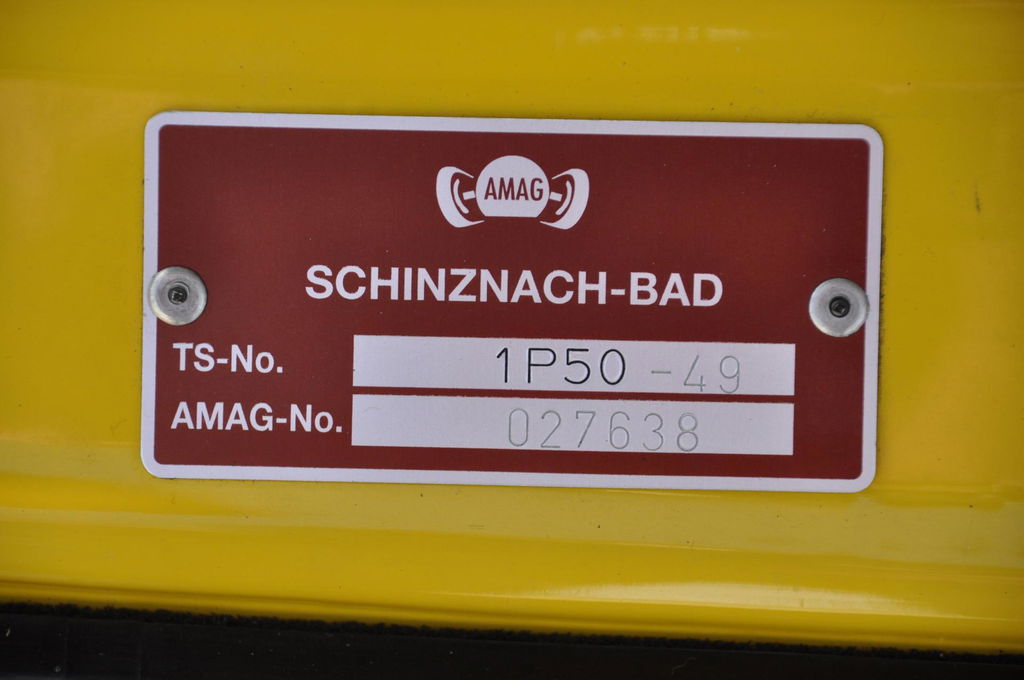 AMAG
SCHINZNACH-BAD
TS-No. 1P50 -49
AMAG-No. 027638